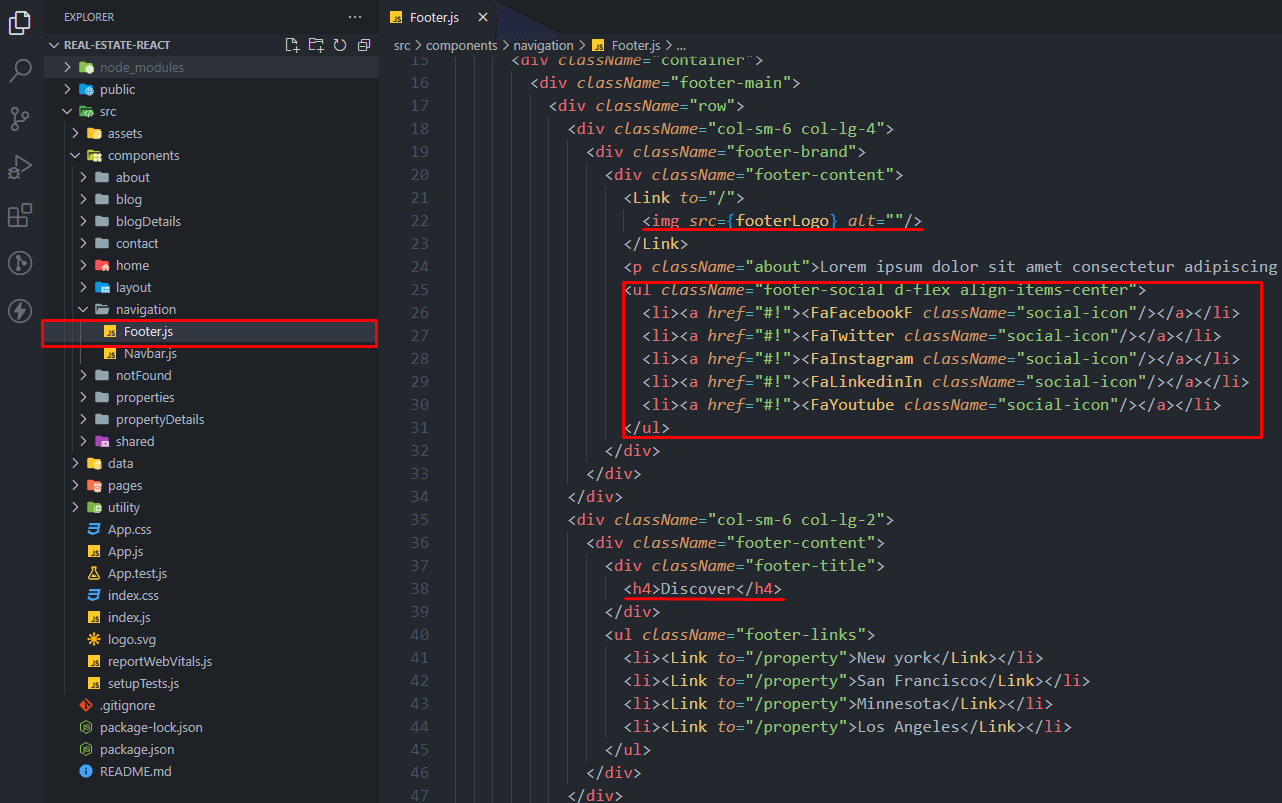 EXPLORER
REAL-ESTATE-REACT
node_modules
public
src
assets
components
about
blog
blogDetails
contact
home
layout
navigation
Footer.js
Navbar.js
notFound
properties
propertyDetails
shared
data
pages
utility
App.css
App.js
App.test.js
index.css
index.js
logo.svg
reportWebVitals.js
setupTests.js
.gitignore
package-lock.json
package.json
README.md
Footer.js
src > components > navigation > Footer.js > ...
15 <div className="container">
16 <div className="footer-main">
17 <div className="row">
18 <div className="col-sm-6 col-lg-4">
19 <div className="footer-brand">
20 <div className="footer-content">
21 <Link to="/">
22 <img src={footerLogo} alt=""/>
23 </Link>
24 <p className="about">Lorem ipsum dolor sit amet consectetur adipiscing
25 <ul className="footer-social d-flex align-items-center">
26 <li><a href="#!"><FaFacebookF className="social-icon"/></a></li>
27 <li><a href="#!"><FaTwitter className="social-icon"/></a></li>
28 <li><a href="#!"><FaInstagram className="social-icon"/></a></li>
29 <li><a href="#!"><FaLinkedinIn className="social-icon"/></a></li>
30 <li><a href="#!"><FaYoutube className="social-icon"/></a></li>
31 </ul>
32 </div>
33 </div>
34 </div>
35 <div className="col-sm-6 col-lg-2">
36 <div className="footer-content">
37 <div className="footer-title">
38 <h4>Discover</h4>
39 </div>
40 <ul className="footer-links">
41 <li><Link to="/property">New york</Link></li>
42 <li><Link to="/property">San Francisco</Link></li>
43 <li><Link to="/property">Minnesota</Link></li>
44 <li><Link to="/property">Los Angeles</Link></li>
45 </ul>
46 </div>
47 </div>